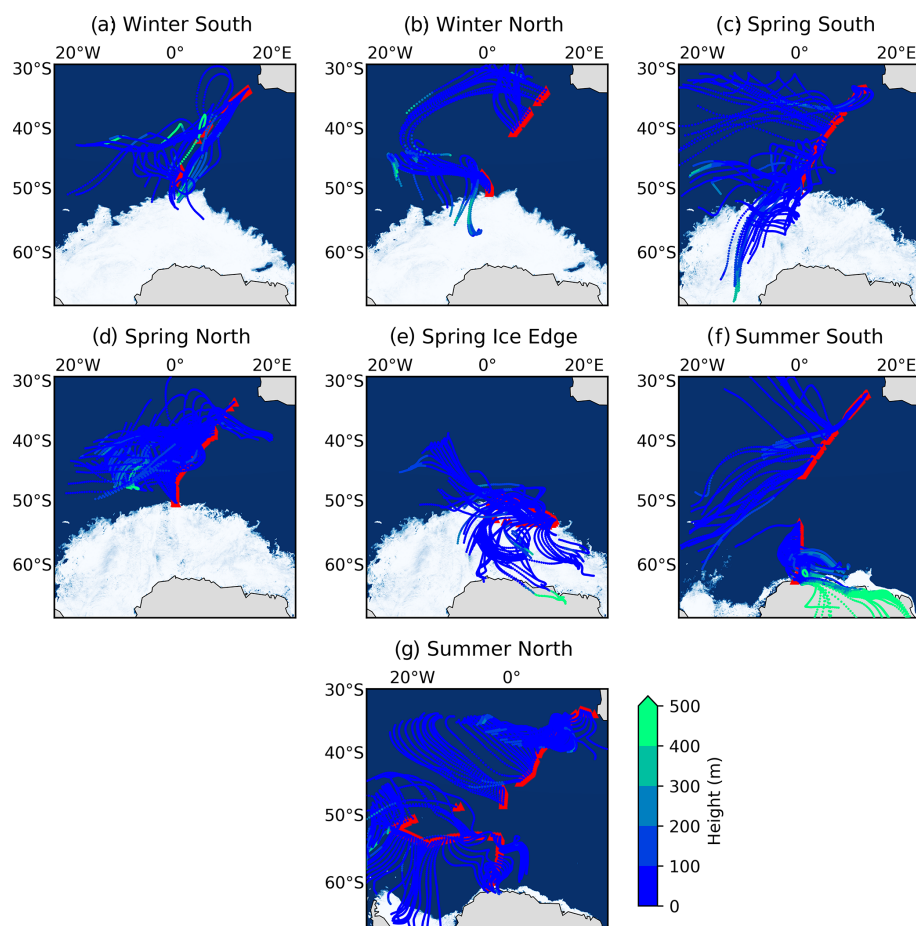 (a) Winter South
(b) Winter North
(c) Spring South
20°W 0° 20°E
20°W 0° 20°E
20°W 0° 20°E
30°S
40°S
50°S
60°S
30°S
40°S
50°S
60°S
30°S
40°S
50°S
60°S
(d) Spring North
(e) Spring Ice Edge
(f) Summer South
20°W 0° 20°E
20°W 0° 20°E
20°W 0° 20°E
30°S
40°S
50°S
60°S
30°S
40°S
50°S
60°S
30°S
40°S
50°S
60°S
(g) Summer North
20°W 0°
30°S
40°S
50°S
60°S
500
400
300
200
100
0
Height (m)